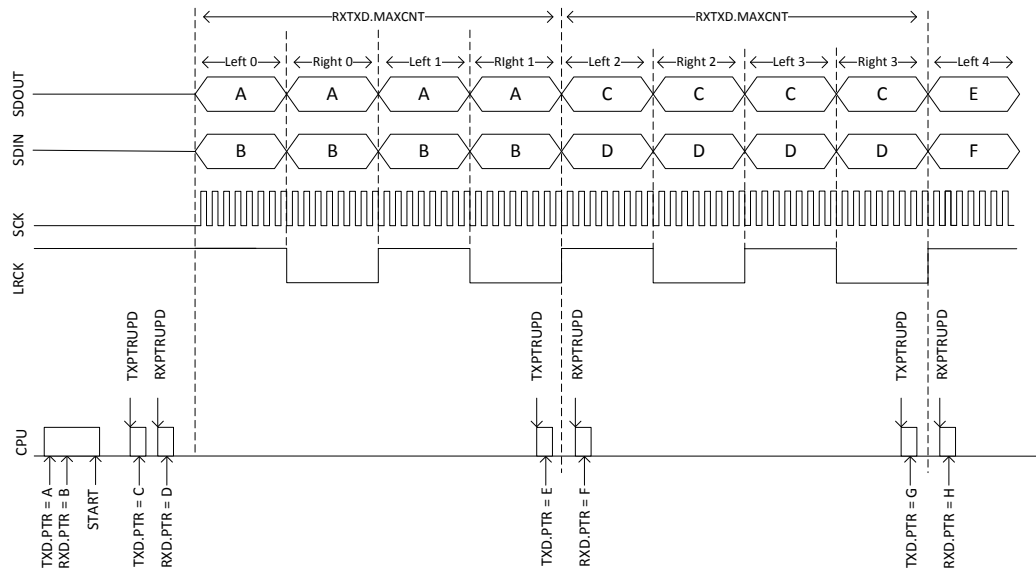 RXTXD.MAXCNT RXTXD.MAXCNT
Left 0 Right 0 Left 1 RIght 1 Left 2 Right 2 Left 3 Right 3 Left 4
SDOUT A A A A C C C C E
SDIN B B B B D D D D F
SCK
LRCK
TXPTRUPD RXPTRUPD TXPTRUPD RXPTRUPD TXPTRUPD RXPTRUPD
CPU
TXD.PTR = A RXD.PTR = B START TXD.PTR = C RXD.PTR = D TXD.PTR = E RXD.PTR = F TXD.PTR = G RXD.PTR = H